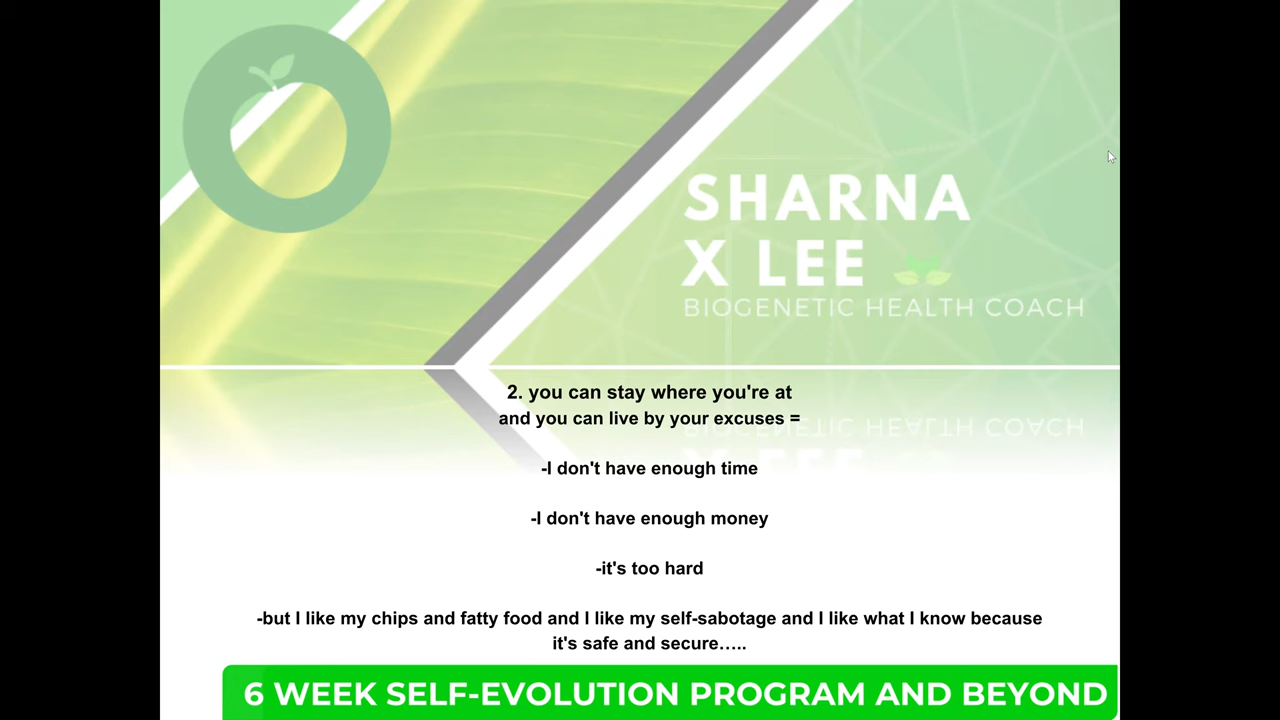 SHARNA
X LEE
BIOGENETIC HEALTH COACH
2. you can stay where you're at
and you can live by your excuses =
-I don't have enough time
-I don't have enough money
-it's too hard
-but I like my chips and fatty food and I like my self-sabotage and I like what I know because
it's safe and secure…..
6 WEEK SELF-EVOLUTION PROGRAM AND BEYOND